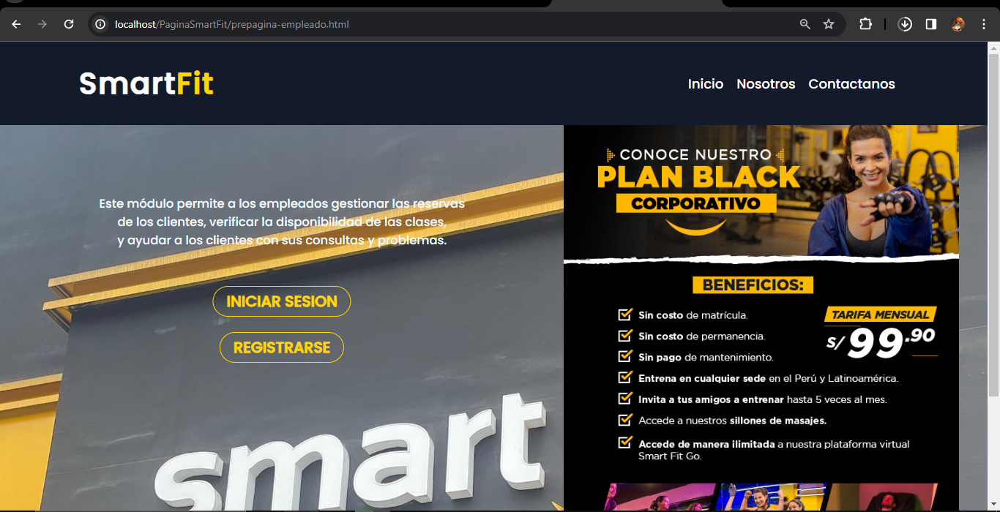 localhost/PaginaSmartFit/prepagina-empleado.html
SmartFit
Inicio Nosotros Contactanos
Este módulo permite a los empleados gestionar las reservas
de los clientes, verificar la disponibilidad de las clases,
y ayudar a los clientes con sus consultas y problemas.
INICIAR SESION
REGISTRARSE
smart
CONOCE NUESTRO
PLAN BLACK
CORPORATIVO
BENEFICIOS:
Sin costo de matrícula.
Sin costo de permanencia.
Sin pago de mantenimiento.
Entrena en cualquier sede en el Perú y Latinoamérica.
Invita a tus amigos a entrenar hasta 5 veces al mes.
Accede a nuestros sillones de masajes.
Accede de manera ilimitada a nuestra plataforma virtual
Smart Fit Go.
TARIFA MENSUAL
S/ 99.90